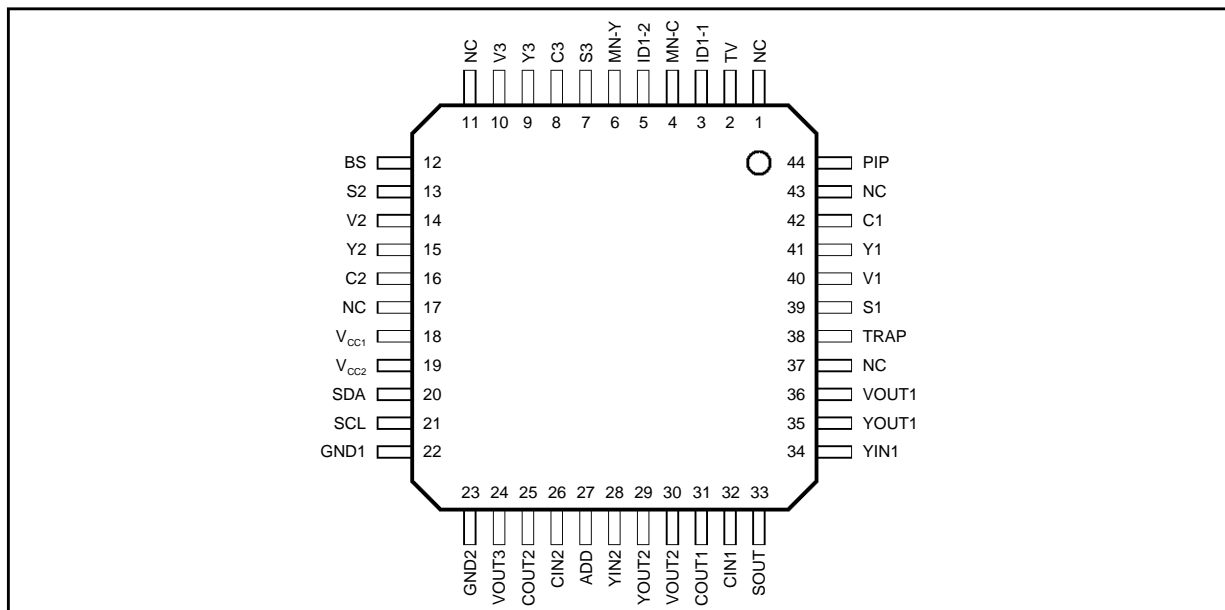 NC V3 Y3 C3 S3 MN-Y ID1-2 MN-C ID1-1 TV NC
11 10 9 8 7 6 5 4 3 2 1
BS 12 44 PIP
S2 13 43 NC
V2 14 42 C1
Y2 15 41 Y1
C2 16 40 V1
NC 17 39 S1
VCC1 18 38 TRAP
VCC2 19 37 NC
SDA 20 36 VOUT1
SCL 21 35 YOUT1
GND1 22 34 YIN1
23 24 25 26 27 28 29 30 31 32 33
GND2 VOUT3 COUT2 CIN2 ADD YIN2 YOUT2 VOUT2 COUT1 CIN1 SOUT